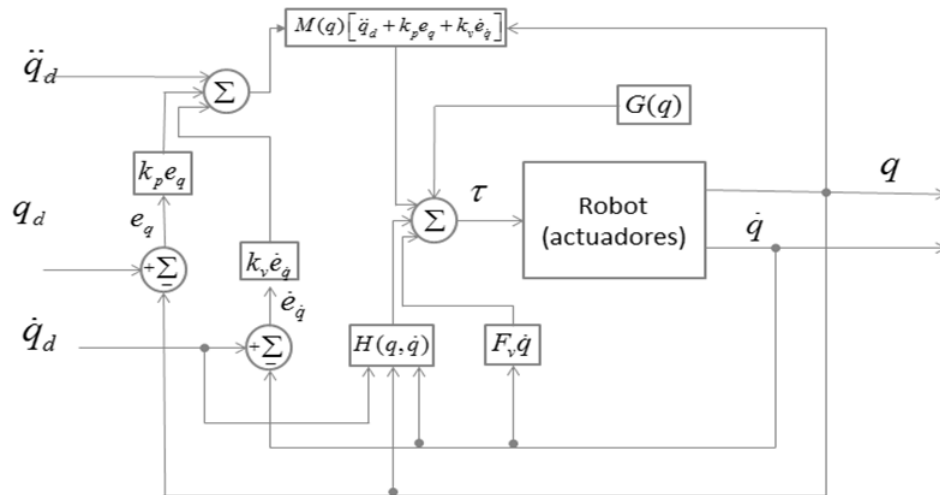 M(q)[q̈_d + k_p e_q + k_v ė_q̇]
q̈_d
Σ
G(q)
k_p e_q
q_d
e_q
Σ
τ
Robot
(actuadores)
q
q̇
+Σ
−
k_v ė_q̇
ė_q̇
q̇_d
+Σ
−
H(q,q̇)
F_v q̇